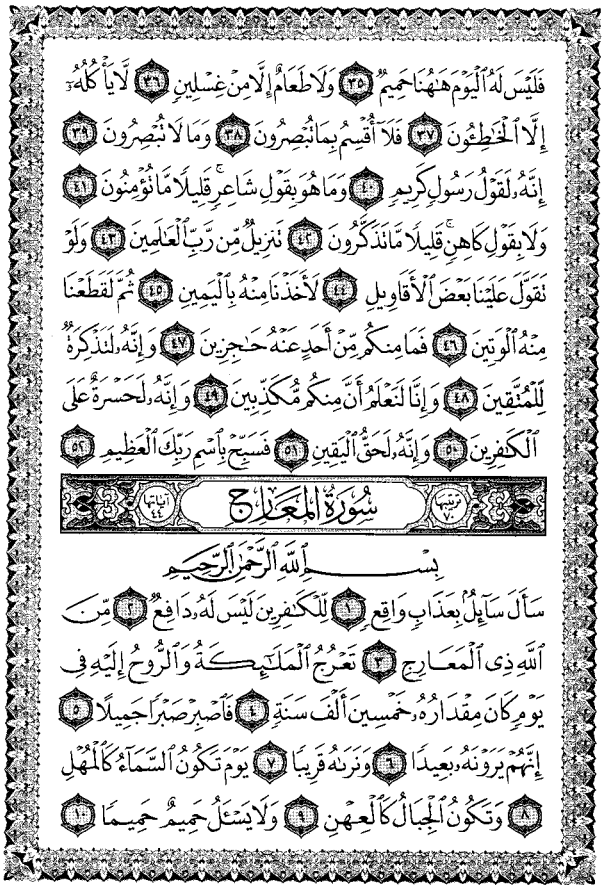 فَلَيْسَ لَهُ ٱلْيَوْمَ هَـٰهُنَا حَمِيمٌ ٣٥ وَلَا طَعَامٌ إِلَّا مِنْ غِسْلِينٍ ٣٦ لَّا يَأْكُلُهُۥٓ
إِلَّا ٱلْخَـٰطِـُٔونَ ٣٧ فَلَآ أُقْسِمُ بِمَا تُبْصِرُونَ ٣٨ وَمَا لَا تُبْصِرُونَ ٣٩
إِنَّهُۥ لَقَوْلُ رَسُولٍ كَرِيمٍ ٤٠ وَمَا هُوَ بِقَوْلِ شَاعِرٍ ۚ قَلِيلًا مَّا تُؤْمِنُونَ ٤١
وَلَا بِقَوْلِ كَاهِنٍ ۚ قَلِيلًا مَّا تَذَكَّرُونَ ٤٢ تَنزِيلٌ مِّن رَّبِّ ٱلْعَـٰلَمِينَ ٤٣ وَلَوْ
تَقَوَّلَ عَلَيْنَا بَعْضَ ٱلْأَقَاوِيلِ ٤٤ لَأَخَذْنَا مِنْهُ بِٱلْيَمِينِ ٤٥ ثُمَّ لَقَطَعْنَا
مِنْهُ ٱلْوَتِينَ ٤٦ فَمَا مِنكُم مِّنْ أَحَدٍ عَنْهُ حَـٰجِزِينَ ٤٧ وَإِنَّهُۥ لَتَذْكِرَةٌ
لِّلْمُتَّقِينَ ٤٨ وَإِنَّا لَنَعْلَمُ أَنَّ مِنكُم مُّكَذِّبِينَ ٤٩ وَإِنَّهُۥ لَحَسْرَةٌ عَلَى
ٱلْكَـٰفِرِينَ ٥٠ وَإِنَّهُۥ لَحَقُّ ٱلْيَقِينِ ٥١ فَسَبِّحْ بِٱسْمِ رَبِّكَ ٱلْعَظِيمِ ٥٢
ترتيبها ٧٠ سُورَةُ المَعَارِجِ آياتها ٤٤
بِسْمِ ٱللَّهِ ٱلرَّحْمَـٰنِ ٱلرَّحِيمِ
سَأَلَ سَآئِلٌۢ بِعَذَابٍ وَاقِعٍ ١ لِّلْكَـٰفِرِينَ لَيْسَ لَهُۥ دَافِعٌ ٢ مِّنَ
ٱللَّهِ ذِى ٱلْمَعَارِجِ ٣ تَعْرُجُ ٱلْمَلَـٰٓئِكَةُ وَٱلرُّوحُ إِلَيْهِ فِى
يَوْمٍ كَانَ مِقْدَارُهُۥ خَمْسِينَ أَلْفَ سَنَةٍ ٤ فَٱصْبِرْ صَبْرًا جَمِيلًا ٥
إِنَّهُمْ يَرَوْنَهُۥ بَعِيدًا ٦ وَنَرَىٰهُ قَرِيبًا ٧ يَوْمَ تَكُونُ ٱلسَّمَآءُ كَٱلْمُهْلِ
٨ وَتَكُونُ ٱلْجِبَالُ كَٱلْعِهْنِ ٩ وَلَا يَسْـَٔلُ حَمِيمٌ حَمِيمًا ١٠